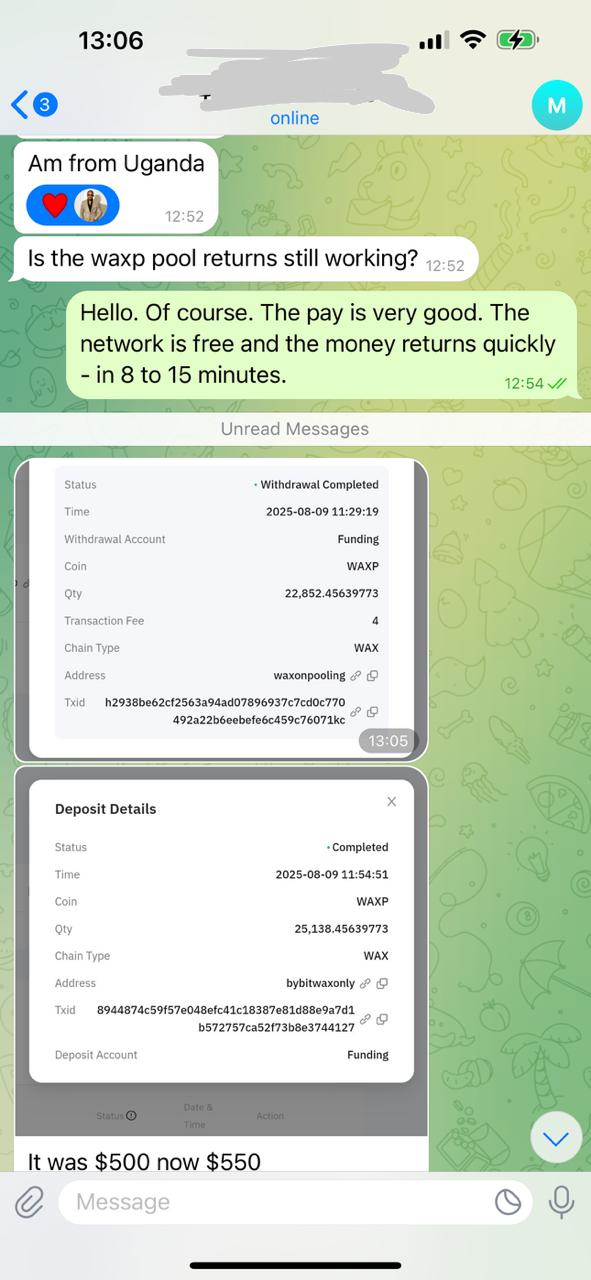 13:06
3
online
M
Am from Uganda
12:52
Is the waxp pool returns still working?
12:52
Hello. Of course. The pay is very good. The
network is free and the money returns quickly
- in 8 to 15 minutes.
12:54
Unread Messages
Status Withdrawal Completed
Time 2025-08-09 11:29:19
Withdrawal Account Funding
Coin WAXP
Qty 22,852.45639773
Transaction Fee 4
Chain Type WAX
Address waxonpooling
Txid h2938be62cf2563a94ad07896937c7cd0c770
492a22b6eebefe6c459c76071kc
13:05
Deposit Details
Status Completed
Time 2025-08-09 11:54:51
Coin WAXP
Qty 25,138.45639773
Chain Type WAX
Address bybitwaxonly
Txid 8944874c59f57e048efc41c18387e81d88e9a7d1
b572757ca52f73b8e3744127
Deposit Account Funding
Status Date & Action
Time
It was $500 now $550
Message